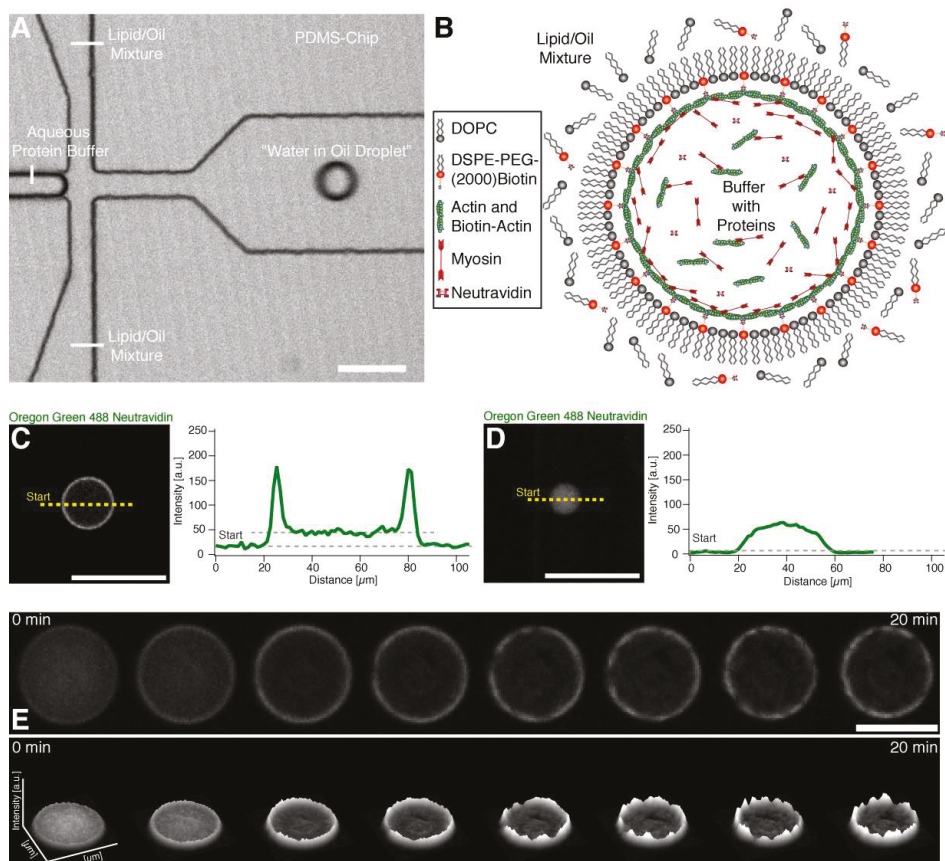 A
Lipid/Oil
Mixture
PDMS-Chip
Aqueous
Protein Buffer
"Water in Oil Droplet"
Lipid/Oil
Mixture
B
Lipid/Oil
Mixture
DOPC
DSPE-PEG-
(2000)Biotin
Actin and
Biotin-Actin
Myosin
Neutravidin
Buffer
with
Proteins
Oregon Green 488 Neutravidin
C
Start
Intensity [a.u.]
250
200
150
100
50
0
Start
0 20 40 60 80 100
Distance [µm]
D
Start
Intensity [a.u.]
250
200
150
100
50
0
Start
0 20 40 60 80 100
Distance [µm]
0 min
20 min
E
0 min
20 min
Intensity [a.u.]
[µm]
[µm]